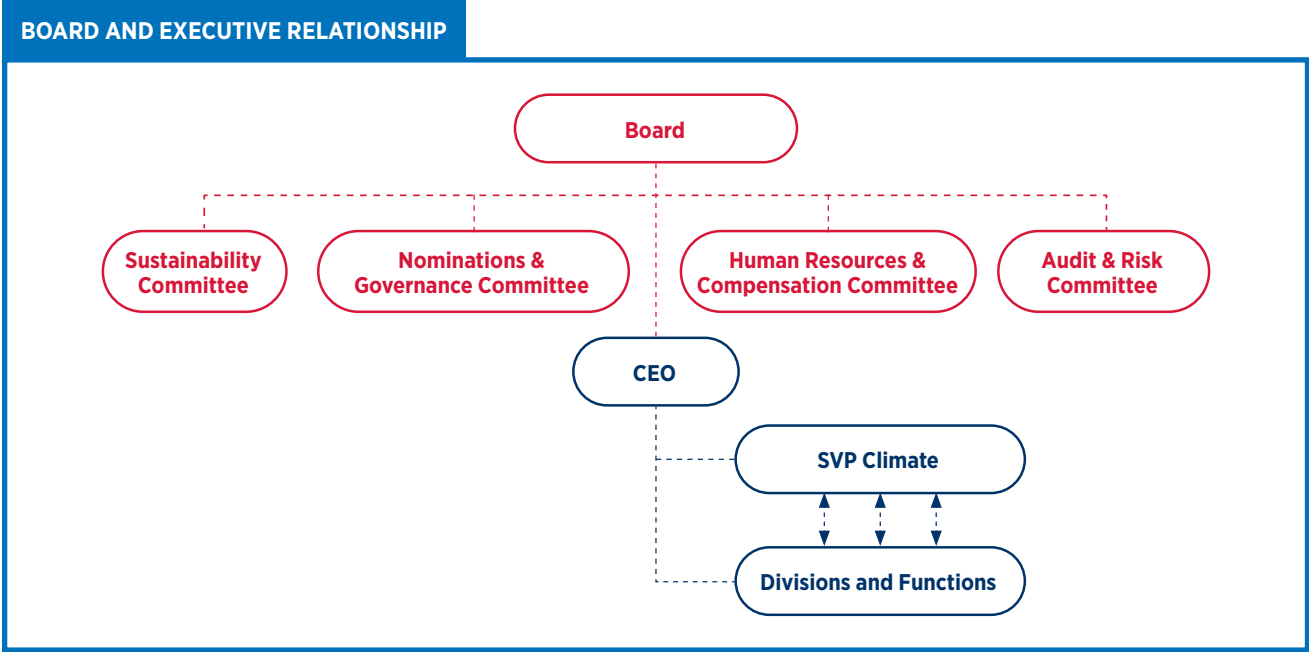 BOARD AND EXECUTIVE RELATIONSHIP
Board
Sustainability
Committee
Nominations &
Governance Committee
Human Resources &
Compensation Committee
Audit & Risk
Committee
CEO
SVP Climate
Divisions and Functions